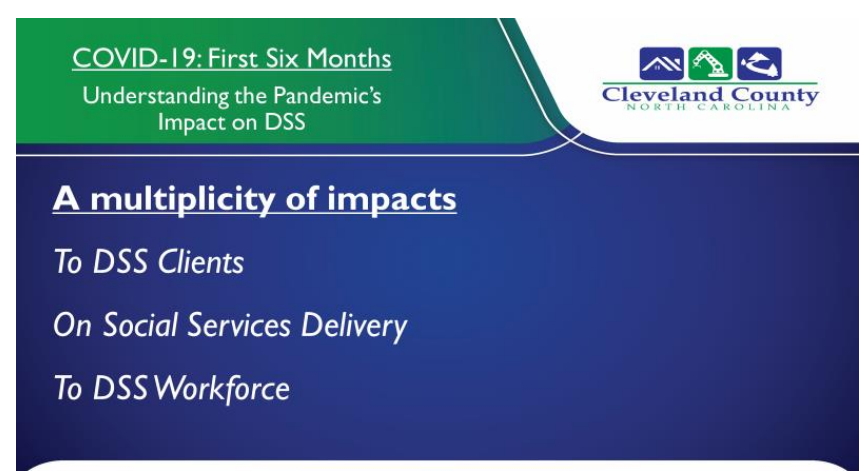 COVID-19: First Six Months
Understanding the Pandemic's
Impact on DSS
Cleveland County
NORTH CAROLINA
A multiplicity of impacts
To DSS Clients
On Social Services Delivery
To DSS Workforce